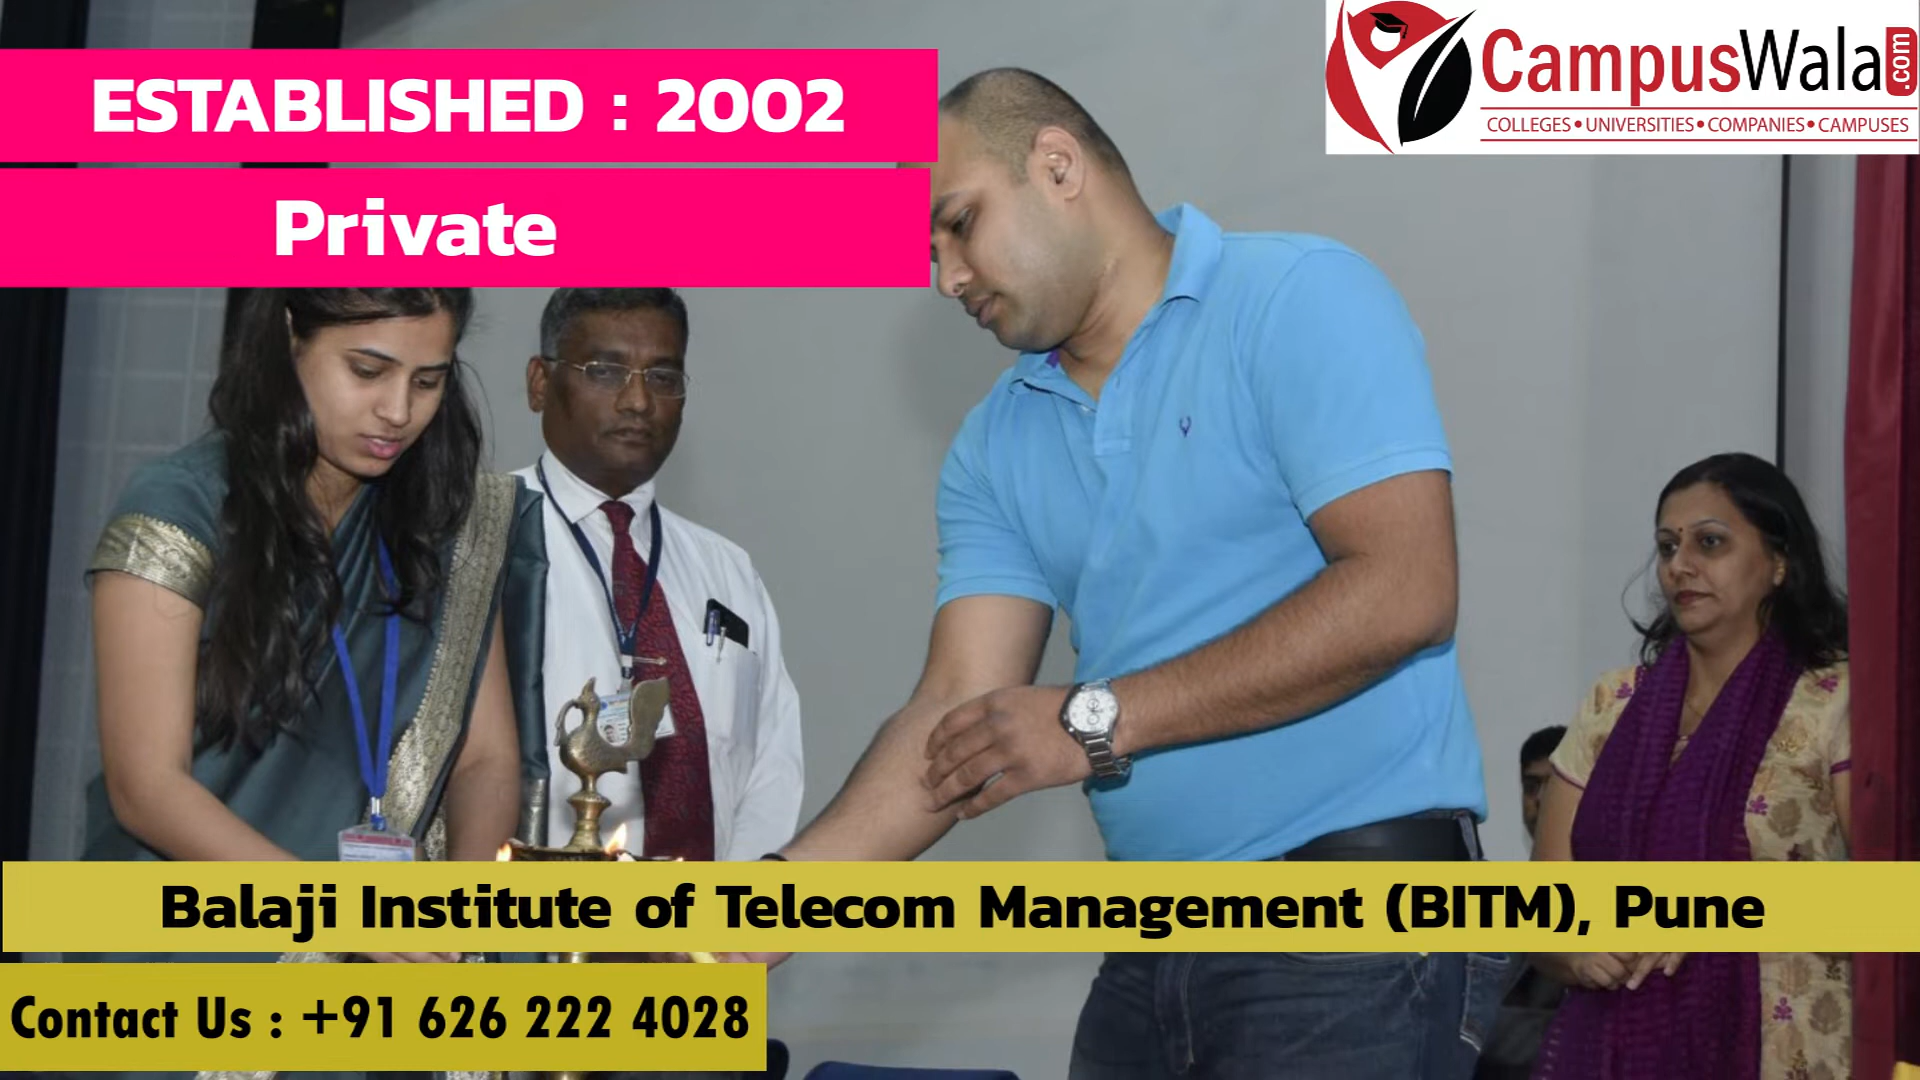 ESTABLISHED : 2002
Private
CampusWala.com
COLLEGES•UNIVERSITIES•COMPANIES•CAMPUSES
Balaji Institute of Telecom Management (BITM), Pune
Contact Us : +91 626 222 4028